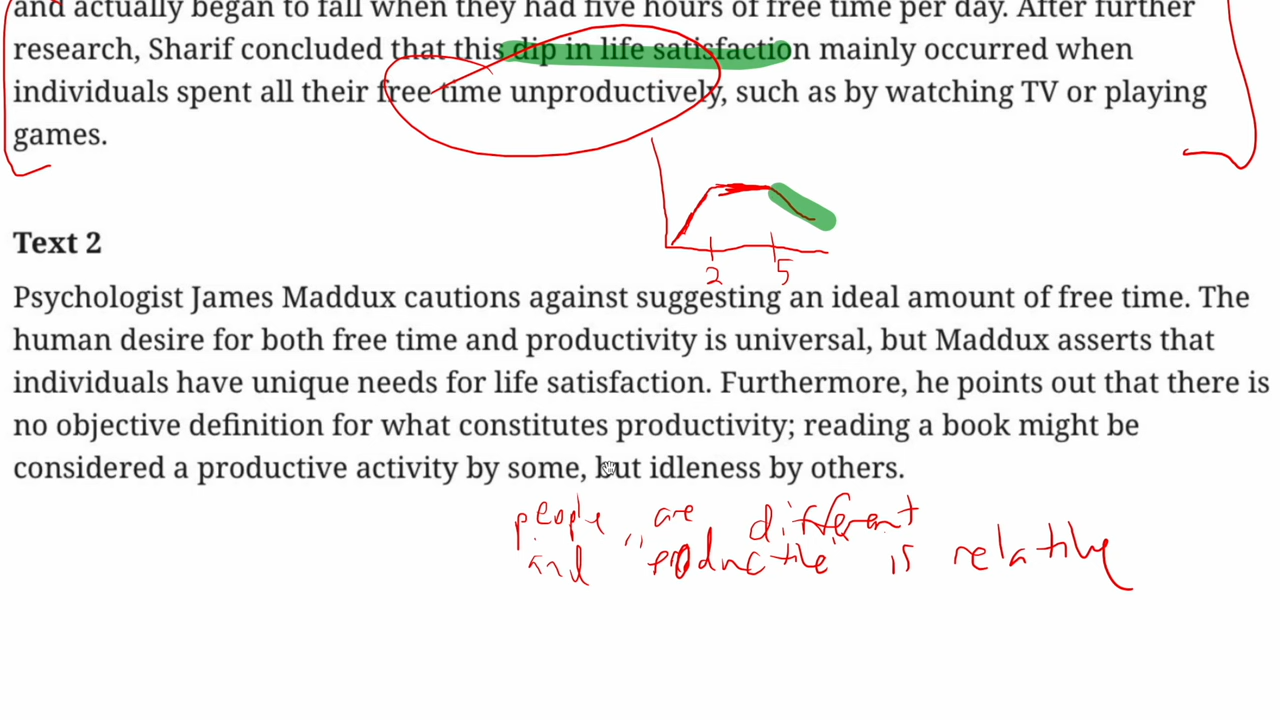 and actually began to fall when they had five hours of free time per day. After further
research, Sharif concluded that this dip in life satisfaction mainly occurred when
individuals spent all their free time unproductively, such as by watching TV or playing
games.
2 5
Text 2
Psychologist James Maddux cautions against suggesting an ideal amount of free time. The
human desire for both free time and productivity is universal, but Maddux asserts that
individuals have unique needs for life satisfaction. Furthermore, he points out that there is
no objective definition for what constitutes productivity; reading a book might be
considered a productive activity by some, but idleness by others.
people are different
and "productive" is relative